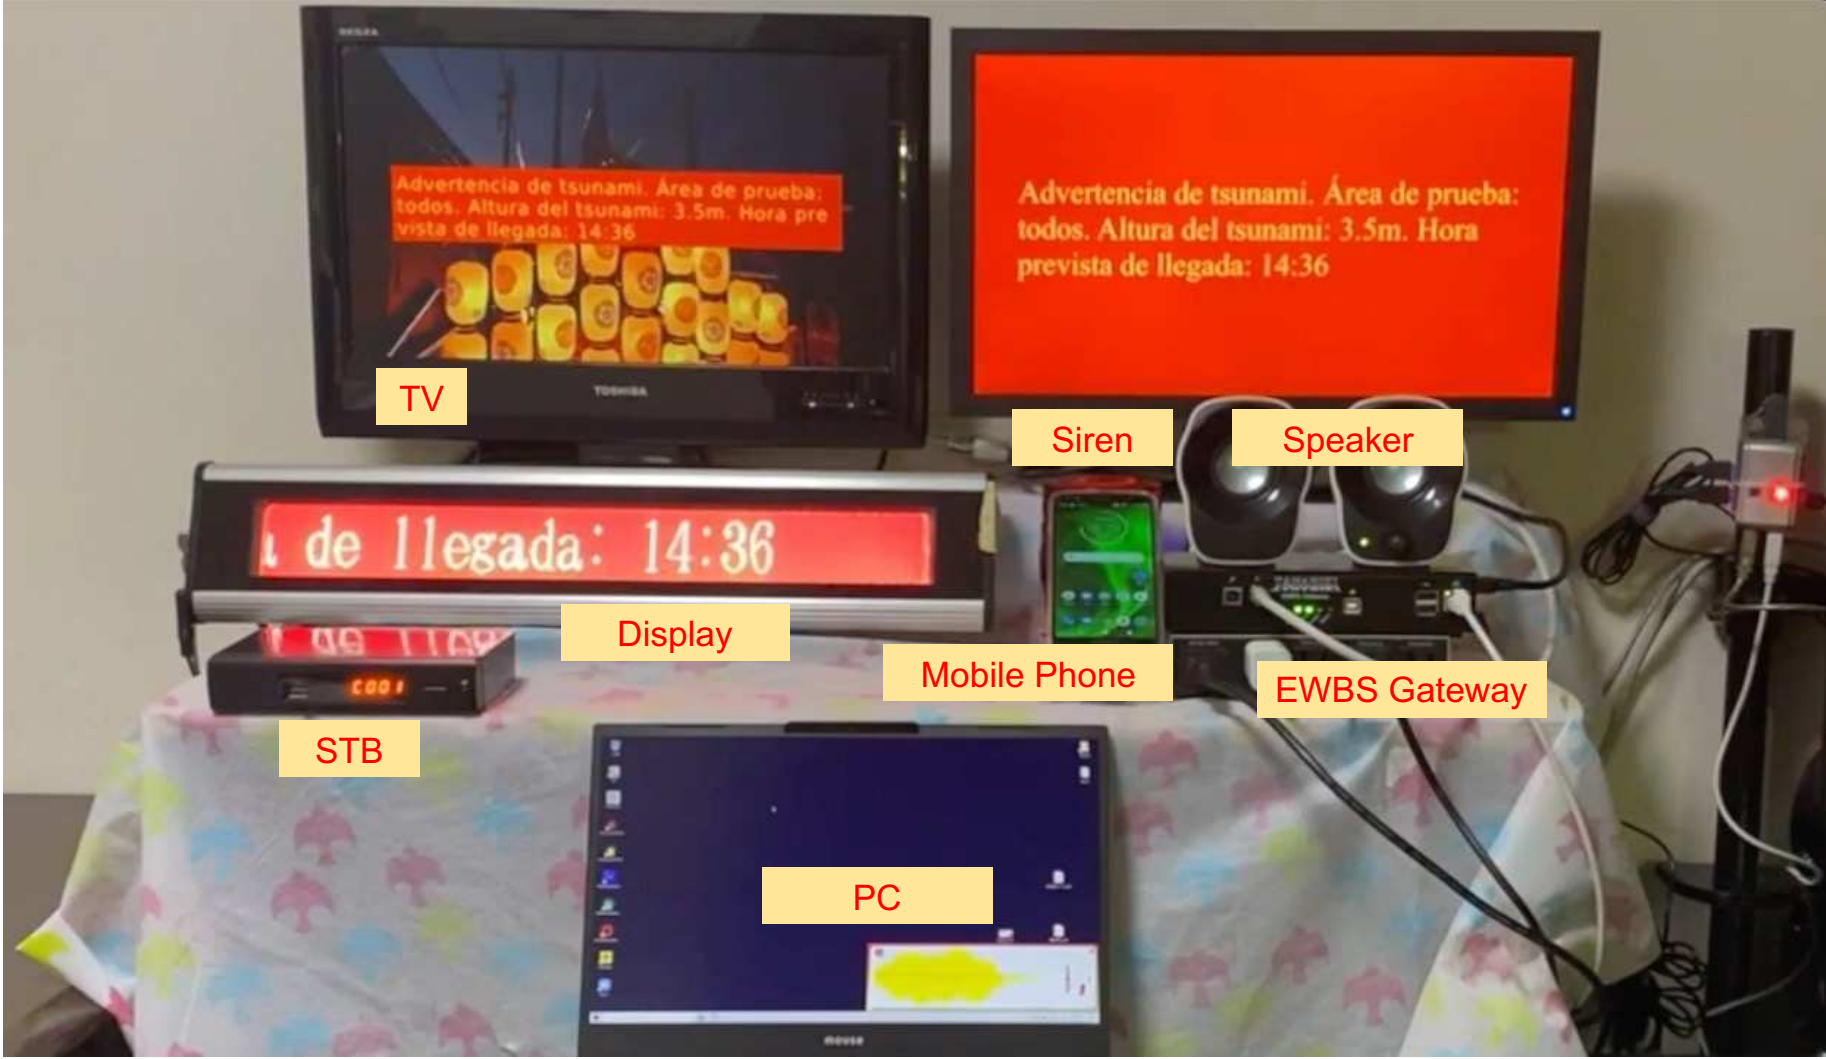 REGZA
Advertencia de tsunami. Área de prueba:
todos. Altura del tsunami: 3.5m. Hora pre
vista de llegada: 14:36
TV
TOSHIBA
Advertencia de tsunami. Área de prueba:
todos. Altura del tsunami: 3.5m. Hora
prevista de llegada: 14:36
Siren
Speaker
de llegada: 14:36
Display
Mobile Phone
EWBS Gateway
C001
STB
PC
mouse